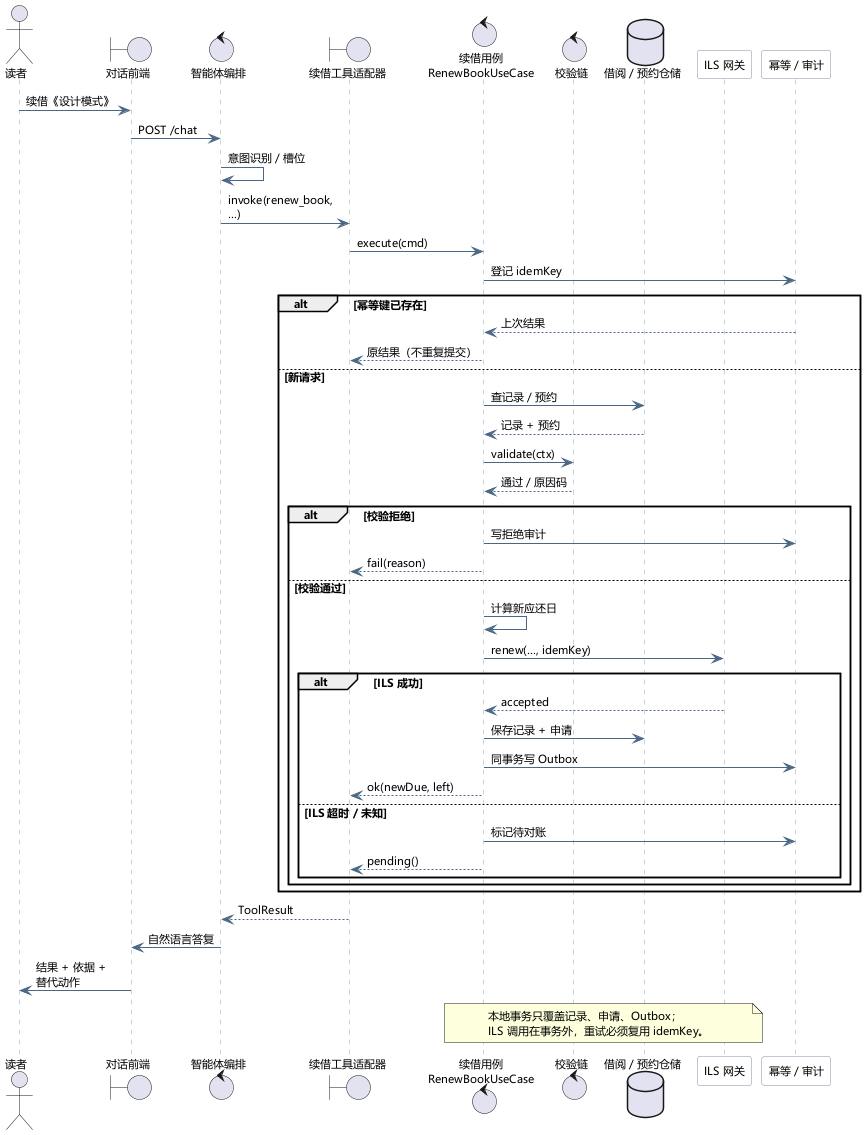 读者
对话前端
智能体编排
续借工具适配器
续借用例
RenewBookUseCase
校验链
借阅 / 预约仓储
ILS 网关
幂等 / 审计
续借《设计模式》
POST /chat
意图识别 / 槽位
invoke(renew_book,
...)
execute(cmd)
登记 idemKey
alt [幂等键已存在]
上次结果
原结果（不重复提交）
[新请求]
查记录 / 预约
记录 + 预约
validate(ctx)
通过 / 原因码
alt [校验拒绝]
写拒绝审计
fail(reason)
[校验通过]
计算新应还日
renew(..., idemKey)
alt [ILS 成功]
accepted
保存记录 + 申请
同事务写 Outbox
ok(newDue, left)
[ILS 超时 / 未知]
标记待对账
pending()
ToolResult
自然语言答复
结果 + 依据 +
替代动作
本地事务只覆盖记录、申请、Outbox；
ILS 调用在事务外，重试必须复用 idemKey。
读者
对话前端
智能体编排
续借工具适配器
续借用例
RenewBookUseCase
校验链
借阅 / 预约仓储
ILS 网关
幂等 / 审计